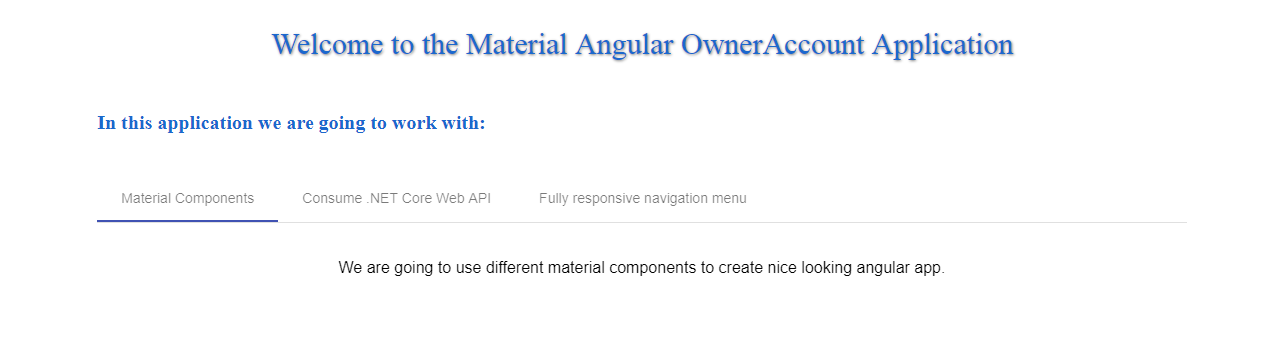 Welcome to the Material Angular OwnerAccount Application
In this application we are going to work with:
Material Components Consume .NET Core Web API Fully responsive navigation menu
We are going to use different material components to create nice looking angular app.